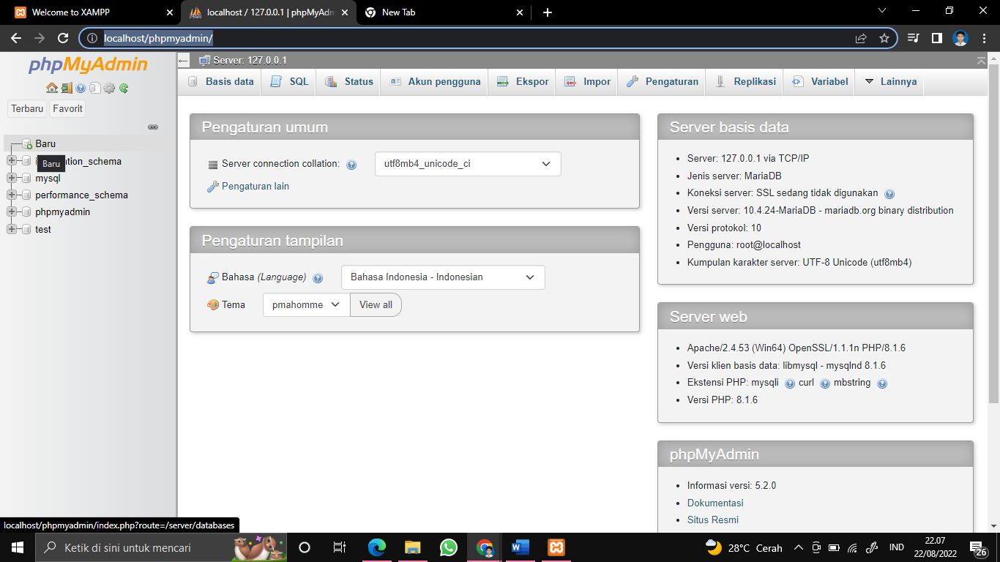 Welcome to XAMPP
localhost / 127.0.0.1 | phpMyAdm
New Tab
localhost/phpmyadmin/
phpMyAdmin
Terbaru
Favorit
Baru
ation_schema
Baru
mysql
performance_schema
phpmyadmin
test
Server: 127.0.0.1
Basis data
SQL
Status
Akun pengguna
Ekspor
Impor
Pengaturan
Replikasi
Variabel
Lainnya
Pengaturan umum
Server connection collation:
utf8mb4_unicode_ci
Pengaturan lain
Pengaturan tampilan
Bahasa (Language)
Bahasa Indonesia - Indonesian
Tema
pmahomme
View all
Server basis data
Server: 127.0.0.1 via TCP/IP
Jenis server: MariaDB
Koneksi server: SSL sedang tidak digunakan
Versi server: 10.4.24-MariaDB - mariadb.org binary distribution
Versi protokol: 10
Pengguna: root@localhost
Kumpulan karakter server: UTF-8 Unicode (utf8mb4)
Server web
Apache/2.4.53 (Win64) OpenSSL/1.1.1n PHP/8.1.6
Versi klien basis data: libmysql - mysqlnd 8.1.6
Ekstensi PHP: mysqli curl mbstring
Versi PHP: 8.1.6
phpMyAdmin
Informasi versi: 5.2.0
Dokumentasi
Situs Resmi
localhost/phpmyadmin/index.php?route=/server/databases
Ketik di sini untuk mencari
28°C Cerah
IND
22.07
22/08/2022
26